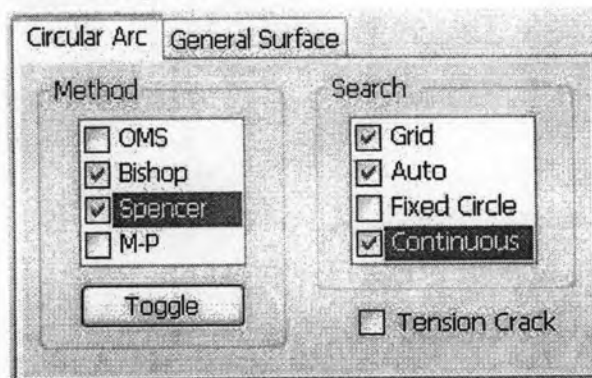 Circular Arc General Surface
Method
OMS
Bishop
Spencer
M-P
Toggle
Search
Grid
Auto
Fixed Circle
Continuous
Tension Crack